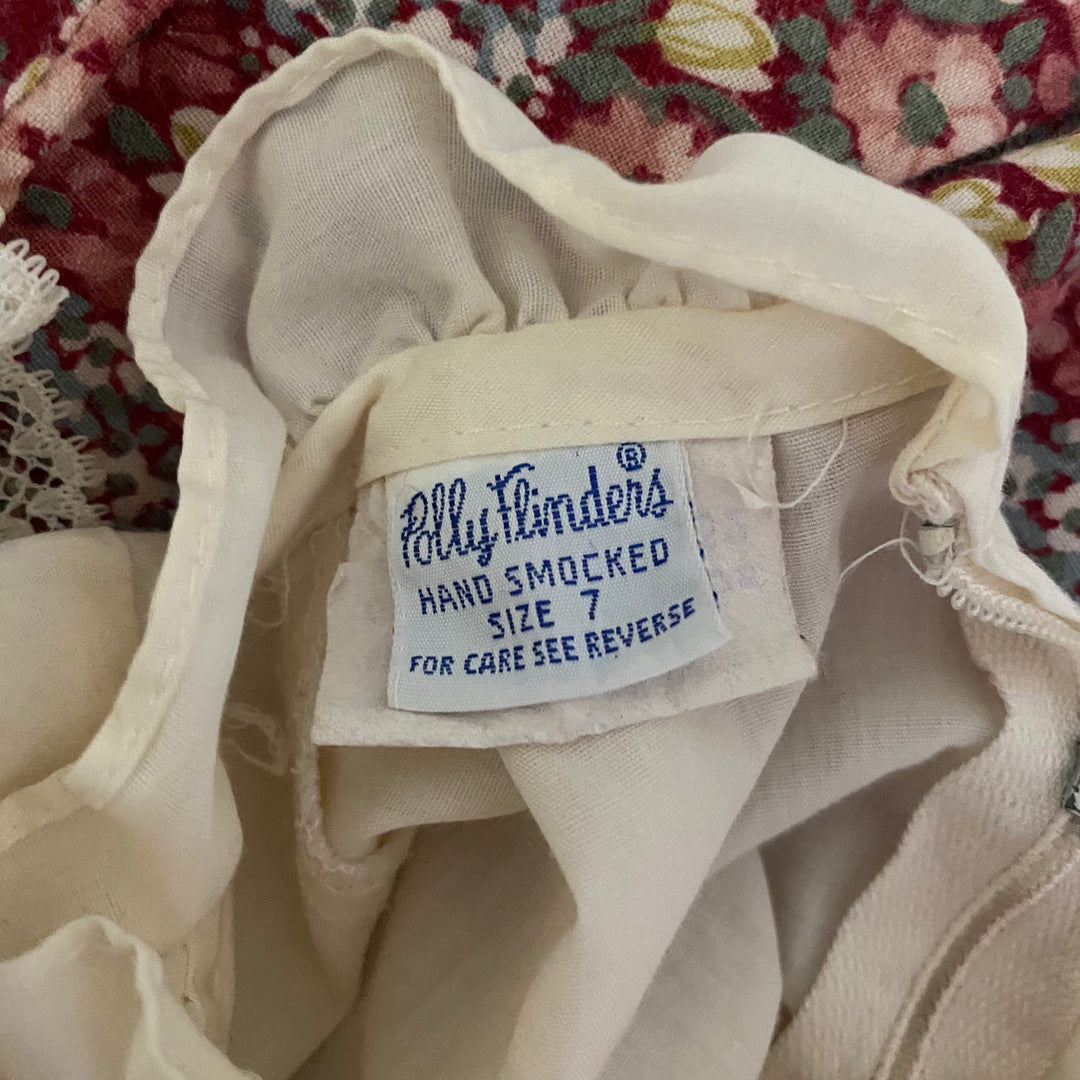 Polly Flinders®
HAND SMOCKED
SIZE 7
FOR CARE SEE REVERSE